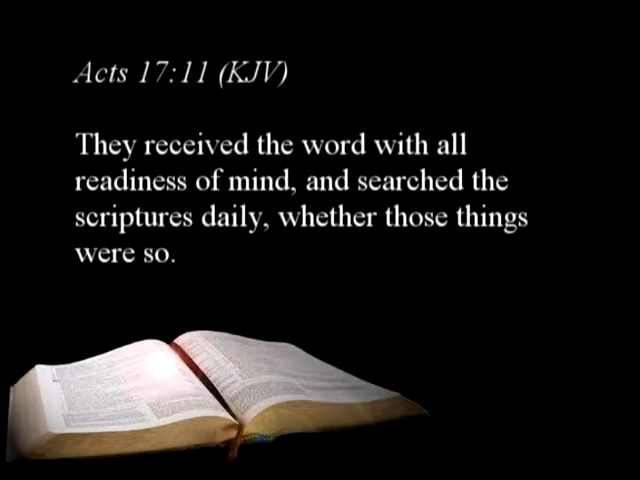 Acts 17:11 (KJV)
They received the word with all
readiness of mind, and searched the
scriptures daily, whether those things
were so.